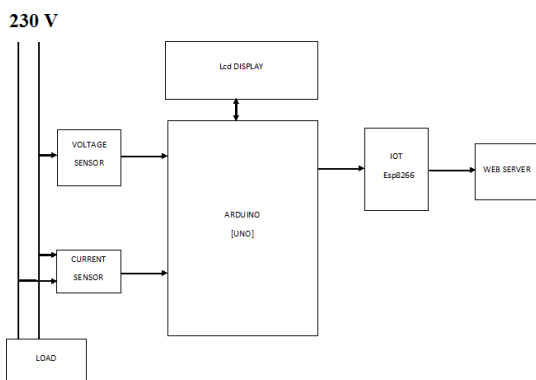 230 V
Lcd DISPLAY
VOLTAGE
SENSOR
IOT
Esp8266
WEB SERVER
ARDUINO
[UNO]
CURRENT
SENSOR
LOAD